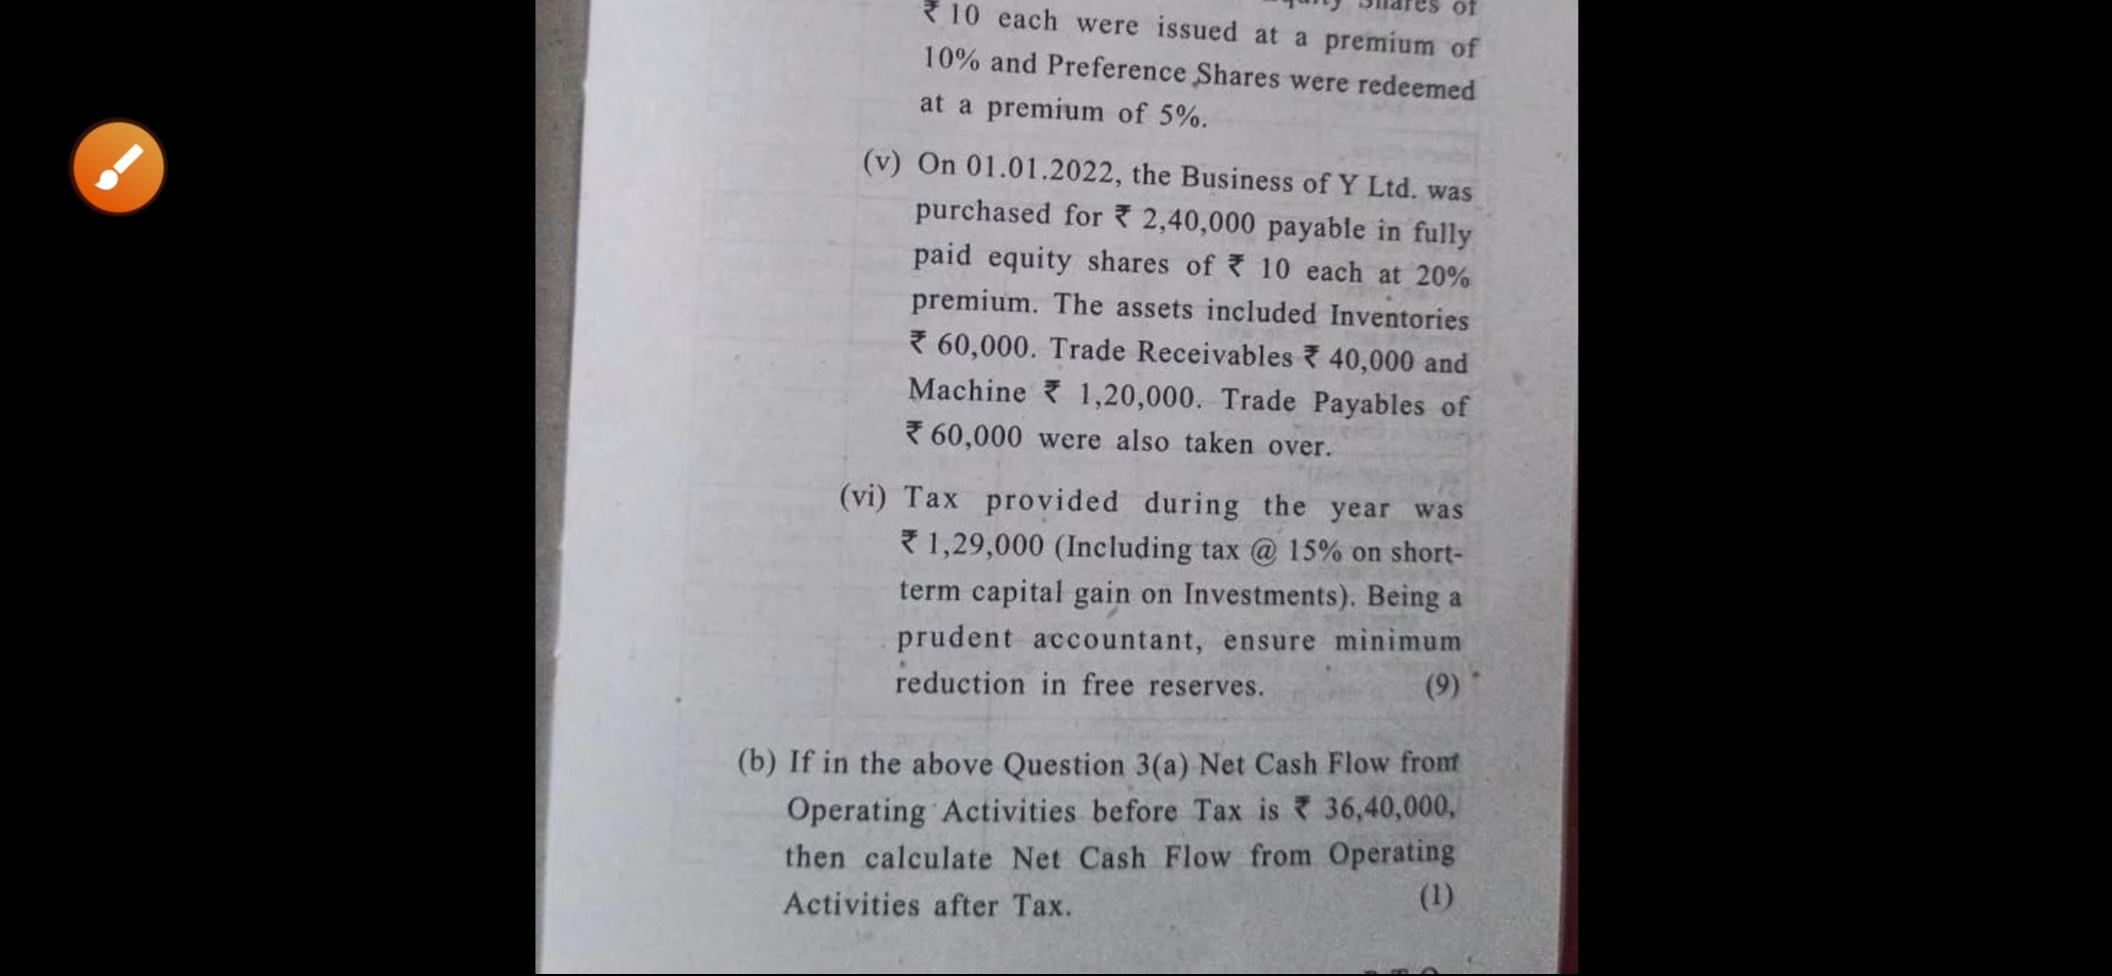 Shares of
₹ 10 each were issued at a premium of
10% and Preference Shares were redeemed
at a premium of 5%.
(v) On 01.01.2022, the Business of Y Ltd. was
purchased for ₹ 2,40,000 payable in fully
paid equity shares of ₹ 10 each at 20%
premium. The assets included Inventories
₹ 60,000. Trade Receivables ₹ 40,000 and
Machine ₹ 1,20,000. Trade Payables of
₹ 60,000 were also taken over.
(vi) Tax provided during the year was
₹ 1,29,000 (Including tax @ 15% on short-
term capital gain on Investments). Being a
prudent accountant, ensure minimum
reduction in free reserves. (9)
(b) If in the above Question 3(a) Net Cash Flow from
Operating Activities before Tax is ₹ 36,40,000,
then calculate Net Cash Flow from Operating
Activities after Tax. (1)